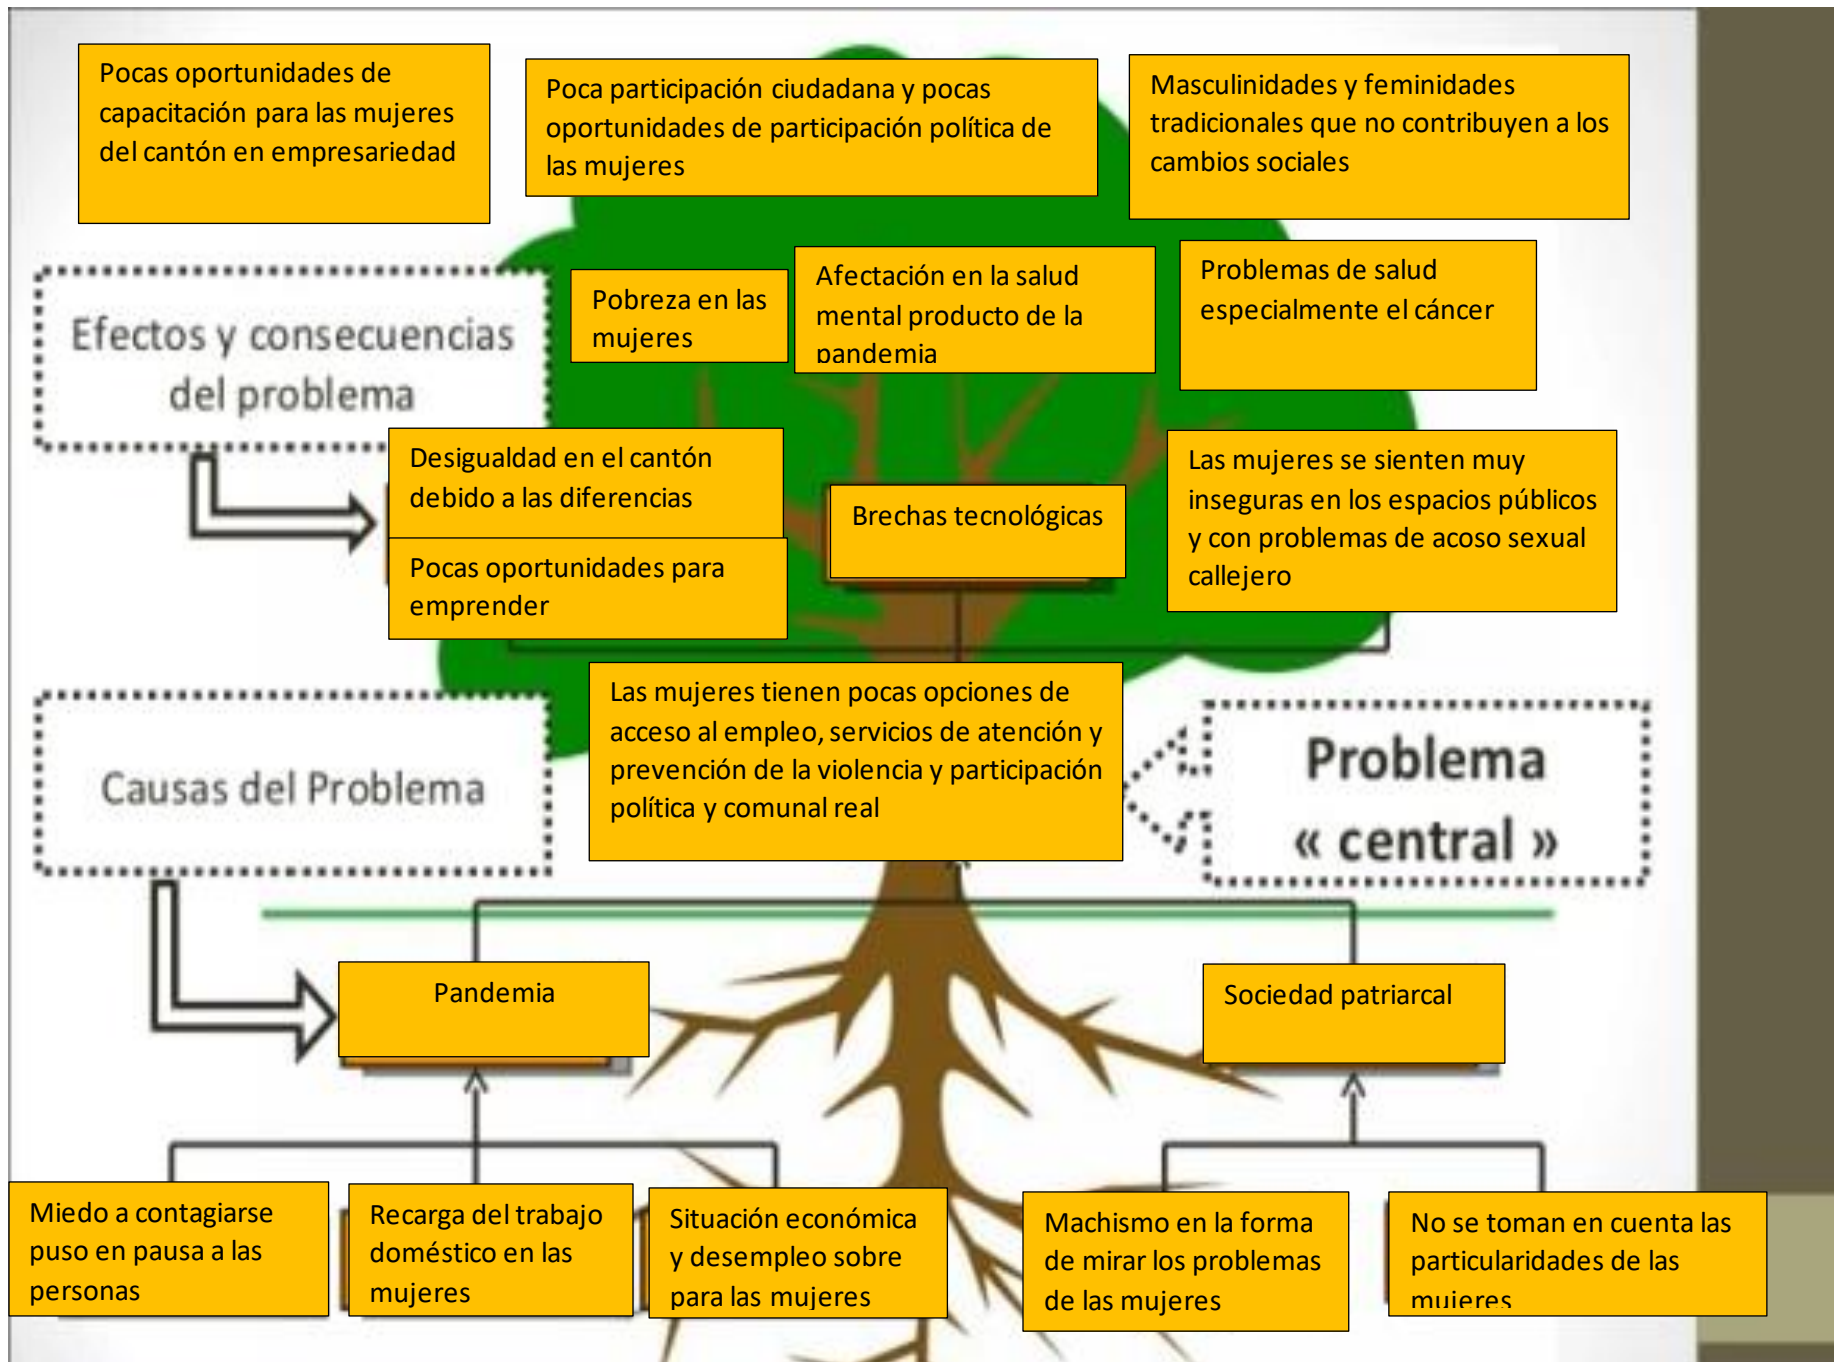 Pocas oportunidades de
capacitación para las mujeres
del cantón en empresariedad
Poca participación ciudadana y pocas
oportunidades de participación política de
las mujeres
Masculinidades y feminidades
tradicionales que no contribuyen a los
cambios sociales
Efectos y consecuencias
del problema
Pobreza en las
mujeres
Afectación en la salud
mental producto de la
pandemia
Problemas de salud
especialmente el cáncer
Desigualdad en el cantón
debido a las diferencias
Pocas oportunidades para
emprender
Brechas tecnológicas
Las mujeres se sienten muy
inseguras en los espacios públicos
y con problemas de acoso sexual
callejero
Causas del Problema
Las mujeres tienen pocas opciones de
acceso al empleo, servicios de atención y
prevención de la violencia y participación
política y comunal real
Problema
« central »
Pandemia
Sociedad patriarcal
Miedo a contagiarse
puso en pausa a las
personas
Recarga del trabajo
doméstico en las
mujeres
Situación económica
y desempleo sobre
para las mujeres
Machismo en la forma
de mirar los problemas
de las mujeres
No se toman en cuenta las
particularidades de las
mujeres